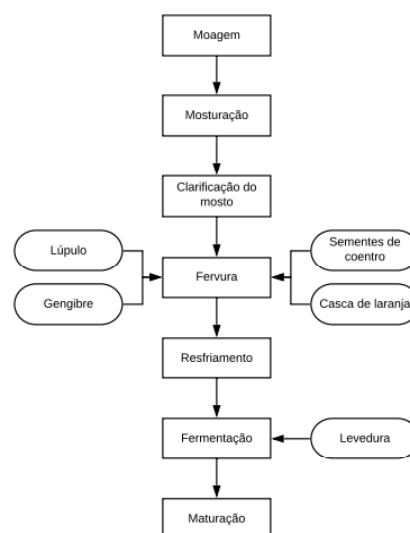 Moagem
Mosturação
Clarificação do
mosto
Lúpulo
Sementes de
coentro
Fervura
Gengibre
Casca de laranja
Resfriamento
Fermentação
Levedura
Maturação